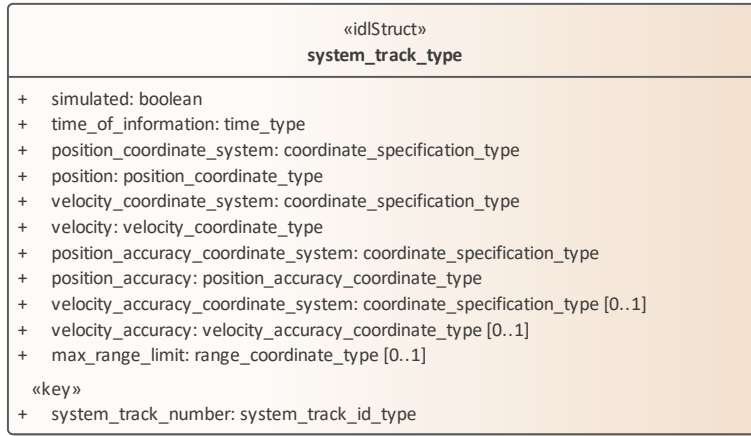 «idlStruct»
system_track_type
+ simulated: boolean
+ time_of_information: time_type
+ position_coordinate_system: coordinate_specification_type
+ position: position_coordinate_type
+ velocity_coordinate_system: coordinate_specification_type
+ velocity: velocity_coordinate_type
+ position_accuracy_coordinate_system: coordinate_specification_type
+ position_accuracy: position_accuracy_coordinate_type
+ velocity_accuracy_coordinate_system: coordinate_specification_type [0..1]
+ velocity_accuracy: velocity_accuracy_coordinate_type [0..1]
+ max_range_limit: range_coordinate_type [0..1]
«key»
+ system_track_number: system_track_id_type